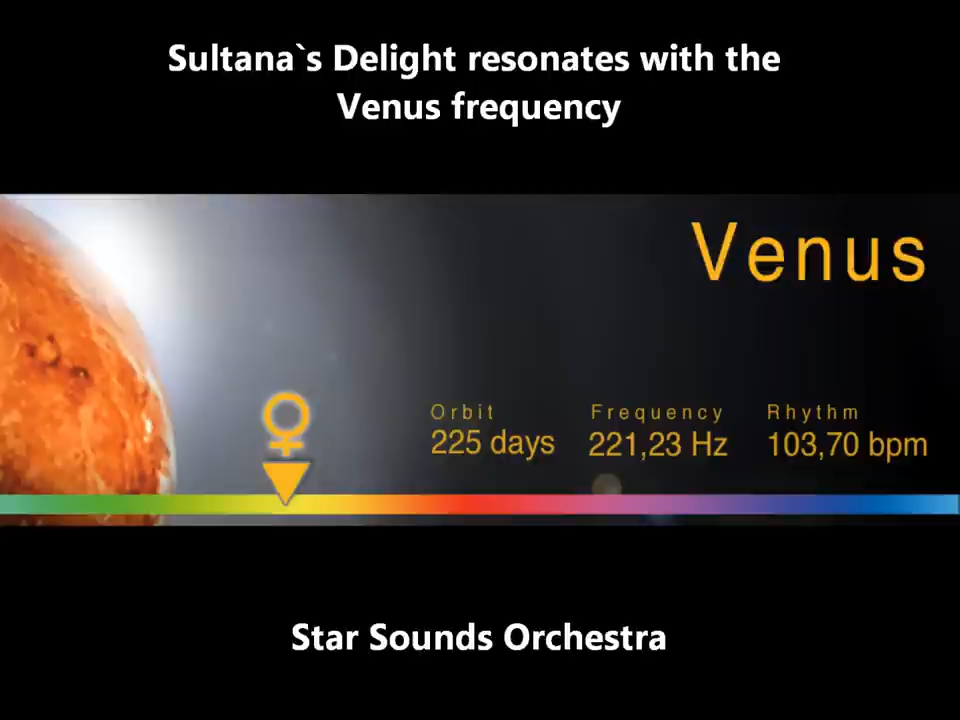 Sultana`s Delight resonates with the
Venus frequency
Venus
Orbit
225 days
Frequency
221,23 Hz
Rhythm
103,70 bpm
Star Sounds Orchestra